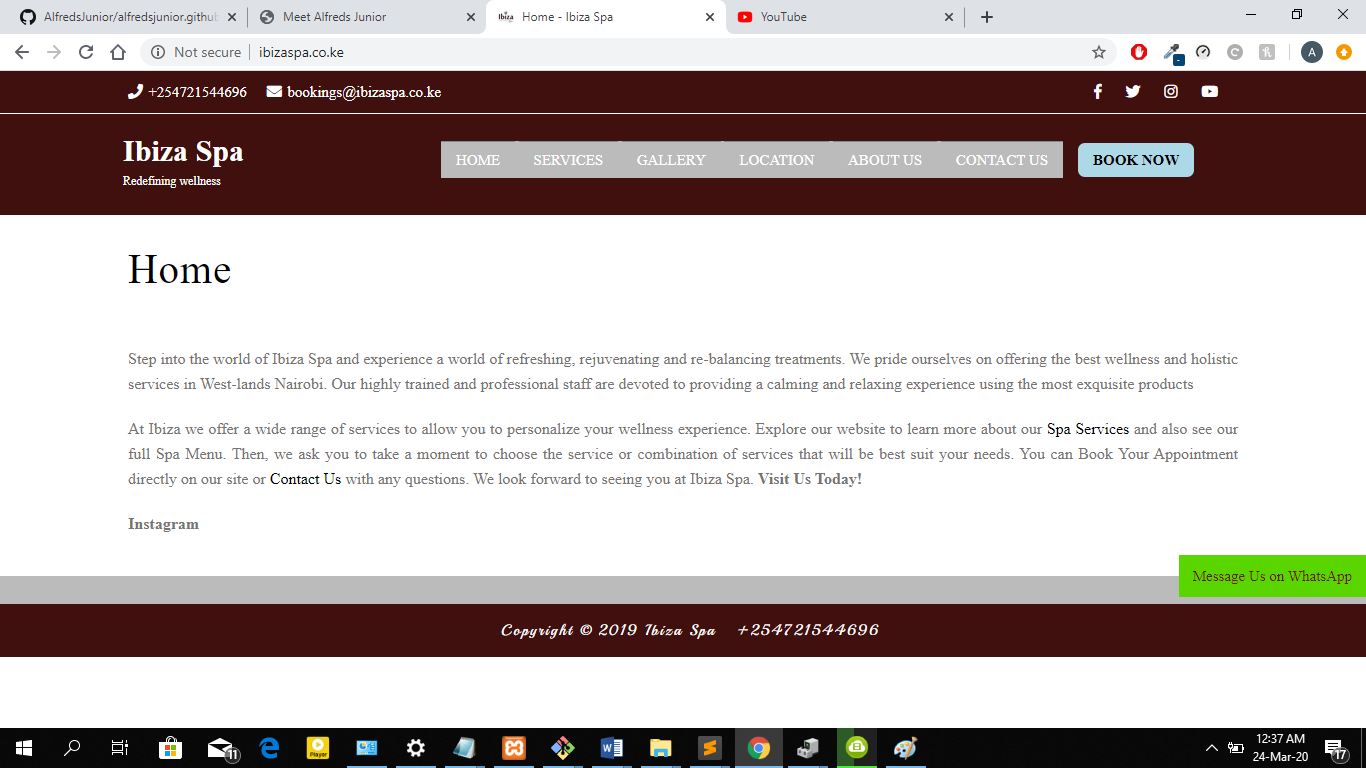 AlfredsJunior/alfredsjunior.github
Meet Alfreds Junior
Home - Ibiza Spa
YouTube
Not secure
ibizaspa.co.ke
A
+254721544696
bookings@ibizaspa.co.ke
Ibiza Spa
Redefining wellness
HOME SERVICES GALLERY LOCATION ABOUT US CONTACT US
BOOK NOW
Home
Step into the world of Ibiza Spa and experience a world of refreshing, rejuvenating and re-balancing treatments. We pride ourselves on offering the best wellness and holistic
services in West-lands Nairobi. Our highly trained and professional staff are devoted to providing a calming and relaxing experience using the most exquisite products
At Ibiza we offer a wide range of services to allow you to personalize your wellness experience. Explore our website to learn more about our Spa Services and also see our
full Spa Menu. Then, we ask you to take a moment to choose the service or combination of services that will be best suit your needs. You can Book Your Appointment
directly on our site or Contact Us with any questions. We look forward to seeing you at Ibiza Spa. Visit Us Today!
Instagram
Message Us on WhatsApp
Copyright © 2019 Ibiza Spa +254721544696
11
Player
12:37 AM
24-Mar-20
17